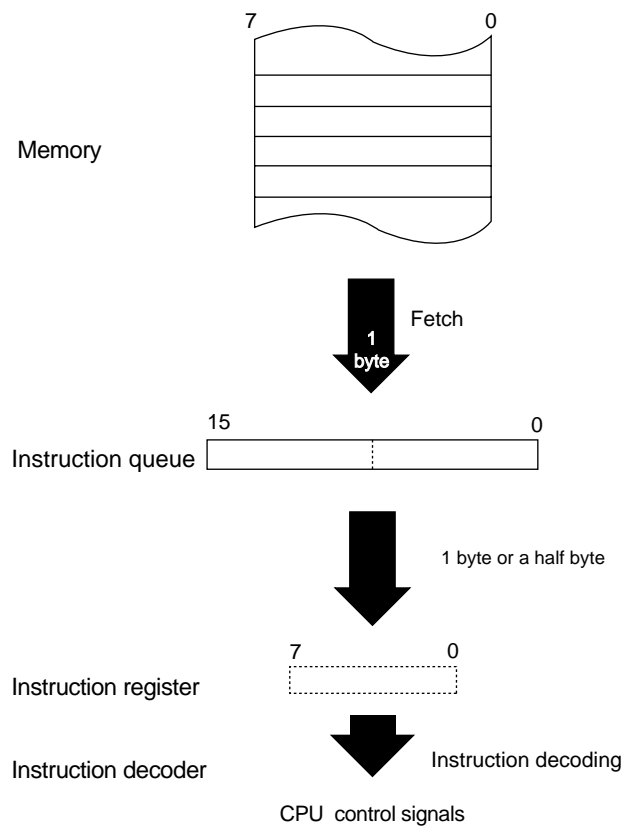 7 0
Memory
Fetch
1
byte
15 0
Instruction queue
1 byte or a half byte
7 0
Instruction register
Instruction decoding
Instruction decoder
CPU control signals